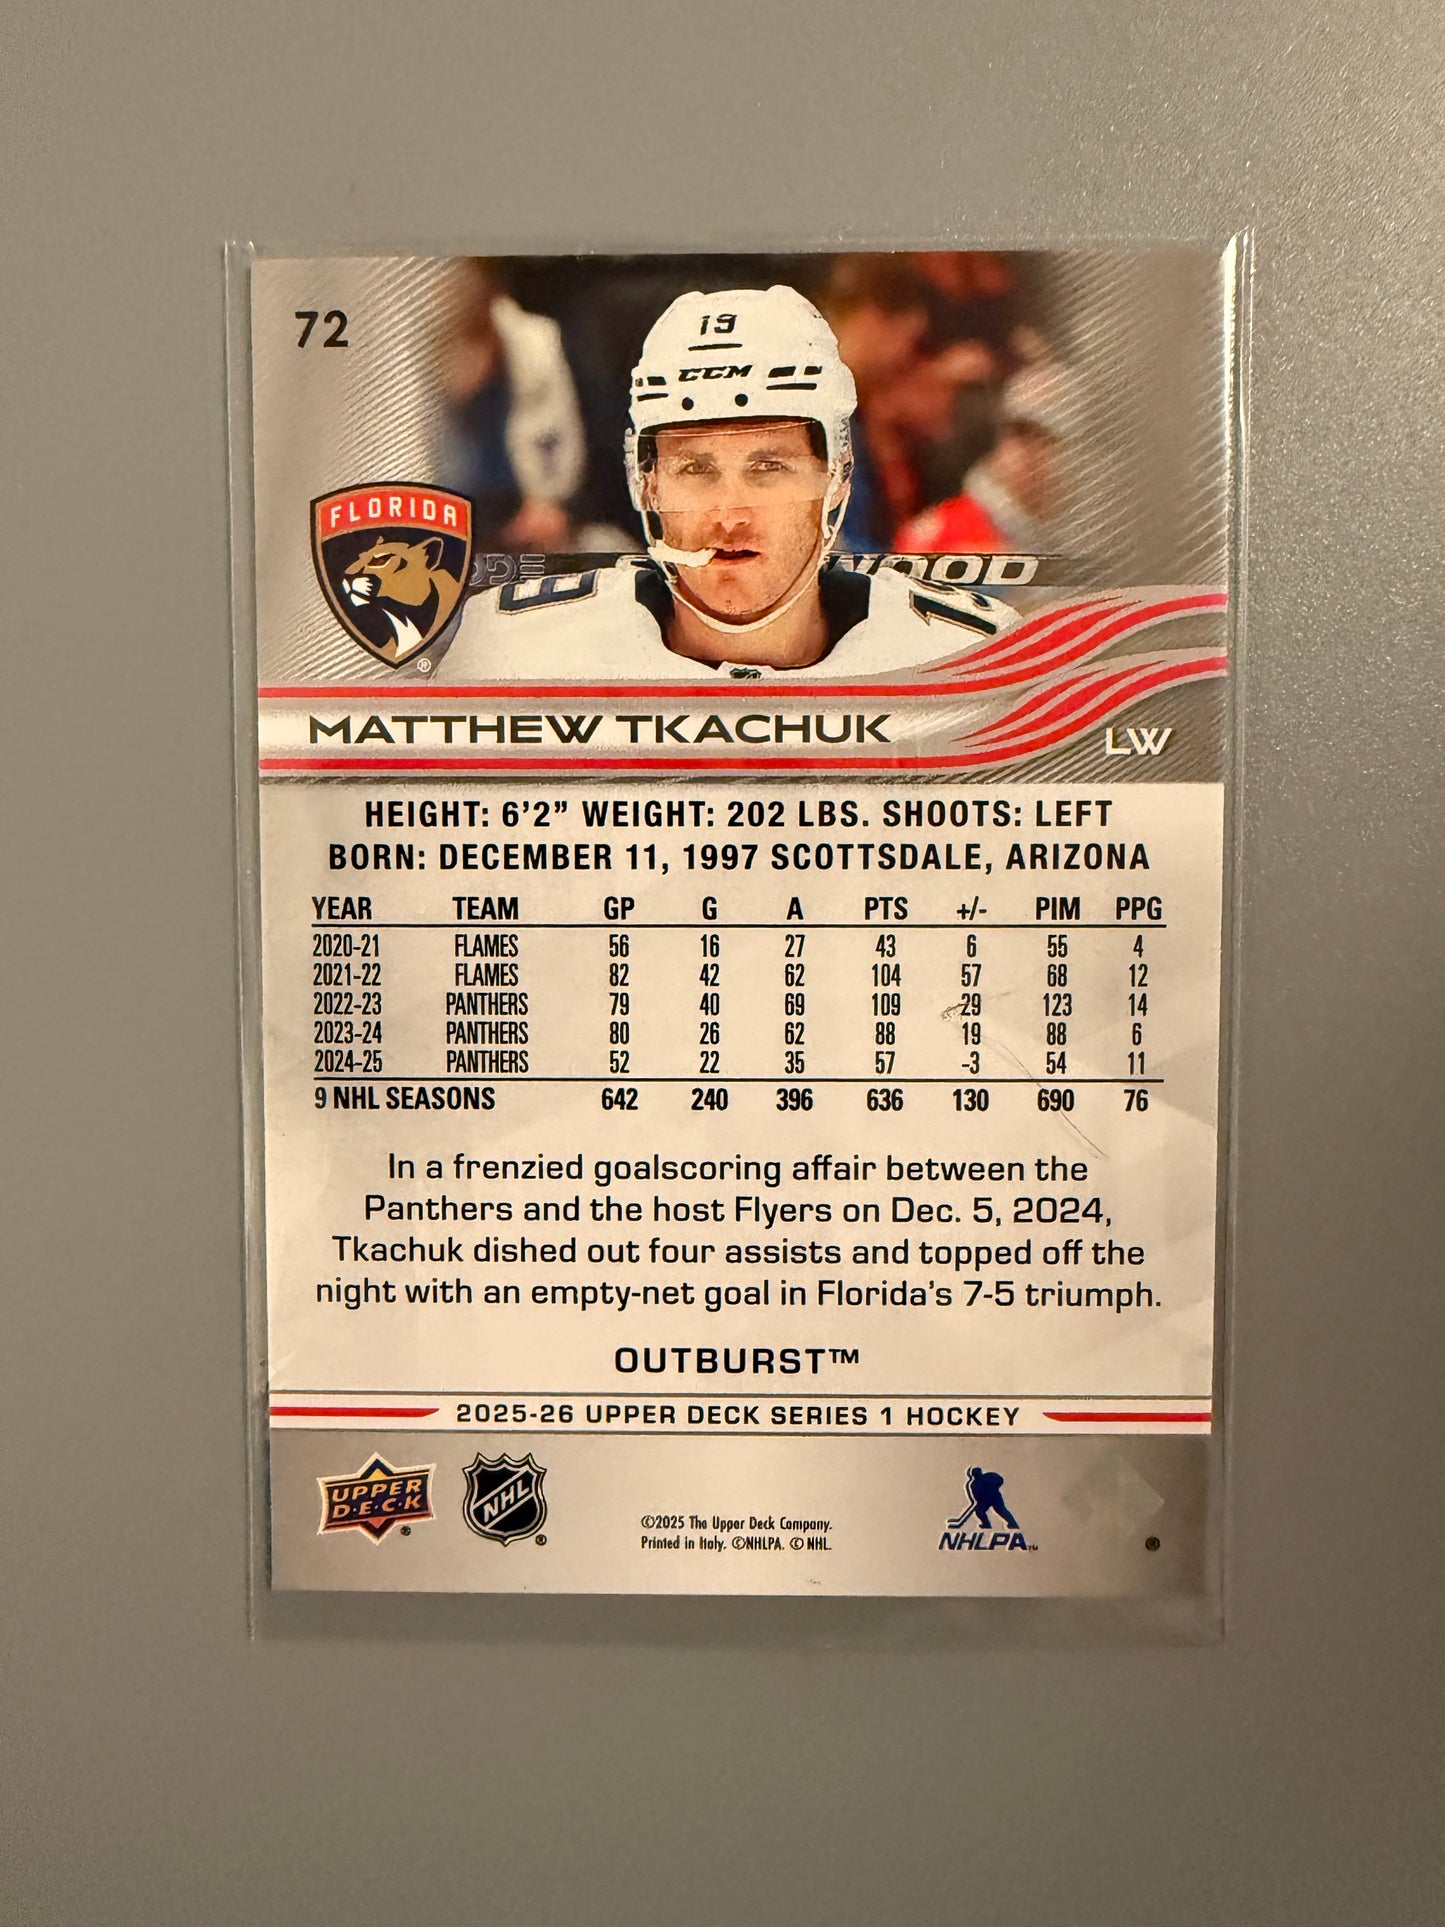 72
19
CCM
FLORIDA
®
WOOD
MATTHEW TKACHUK
LW
HEIGHT: 6'2" WEIGHT: 202 LBS. SHOOTS: LEFT
BORN: DECEMBER 11, 1997 SCOTTSDALE, ARIZONA
YEAR TEAM GP G A PTS +/- PIM PPG
2020-21 FLAMES 56 16 27 43 6 55 4
2021-22 FLAMES 82 42 62 104 57 68 12
2022-23 PANTHERS 79 40 69 109 29 123 14
2023-24 PANTHERS 80 26 62 88 19 88 6
2024-25 PANTHERS 52 22 35 57 -3 54 11
9 NHL SEASONS 642 240 396 636 130 690 76
In a frenzied goalscoring affair between the
Panthers and the host Flyers on Dec. 5, 2024,
Tkachuk dished out four assists and topped off the
night with an empty-net goal in Florida's 7-5 triumph.
OUTBURST™
2025-26 UPPER DECK SERIES 1 HOCKEY
UPPER
D·E·C·K
®
NHL
®
©2025 The Upper Deck Company.
Printed in Italy. ©NHLPA. © NHL.
NHLPA™